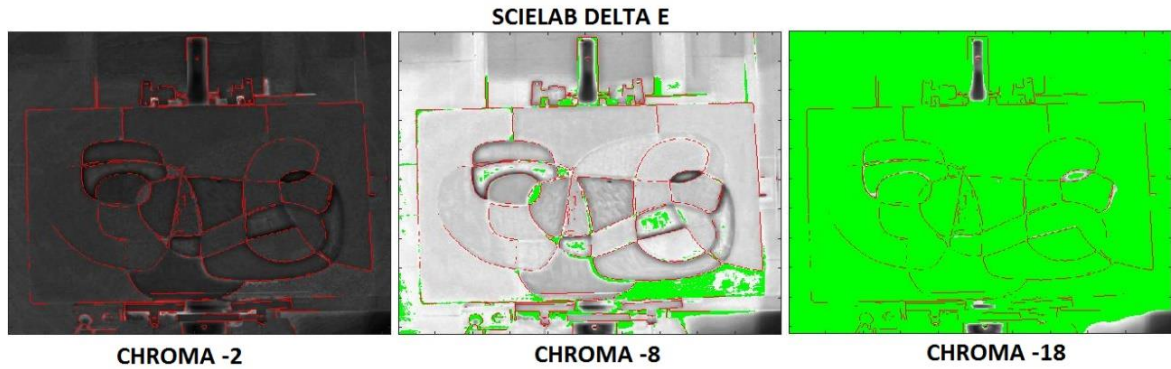 SCIELAB DELTA E
CHROMA -2
CHROMA -8
CHROMA -18